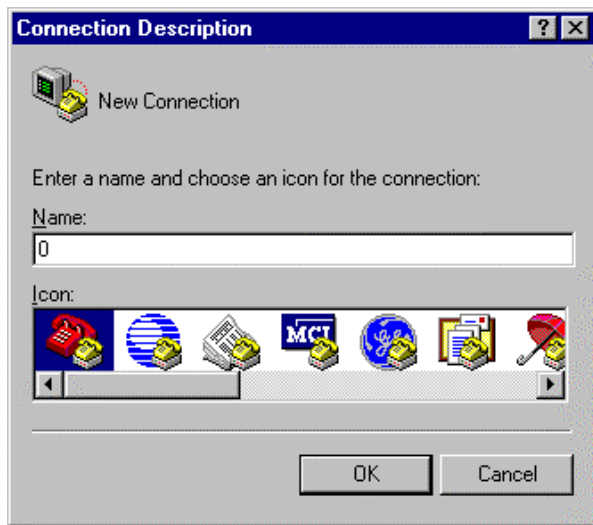 Connection Description
New Connection
Enter a name and choose an icon for the connection:
Name:
0
Icon:
MCI
OK
Cancel